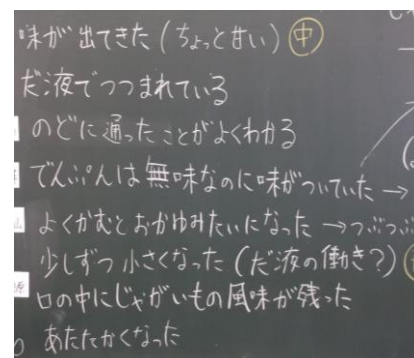 味が出てきた(ちょっと甘い) 中
だ液でつつまれている
のどに通ったことがよくわかる
でんぷんは無味なのに味がついていた →
よくかむとおかゆみたいになった →つぶつぶ
少しずつ小さくなった(だ液の働き?)
口の中にじゃがいもの風味が残った
あたたかくなった